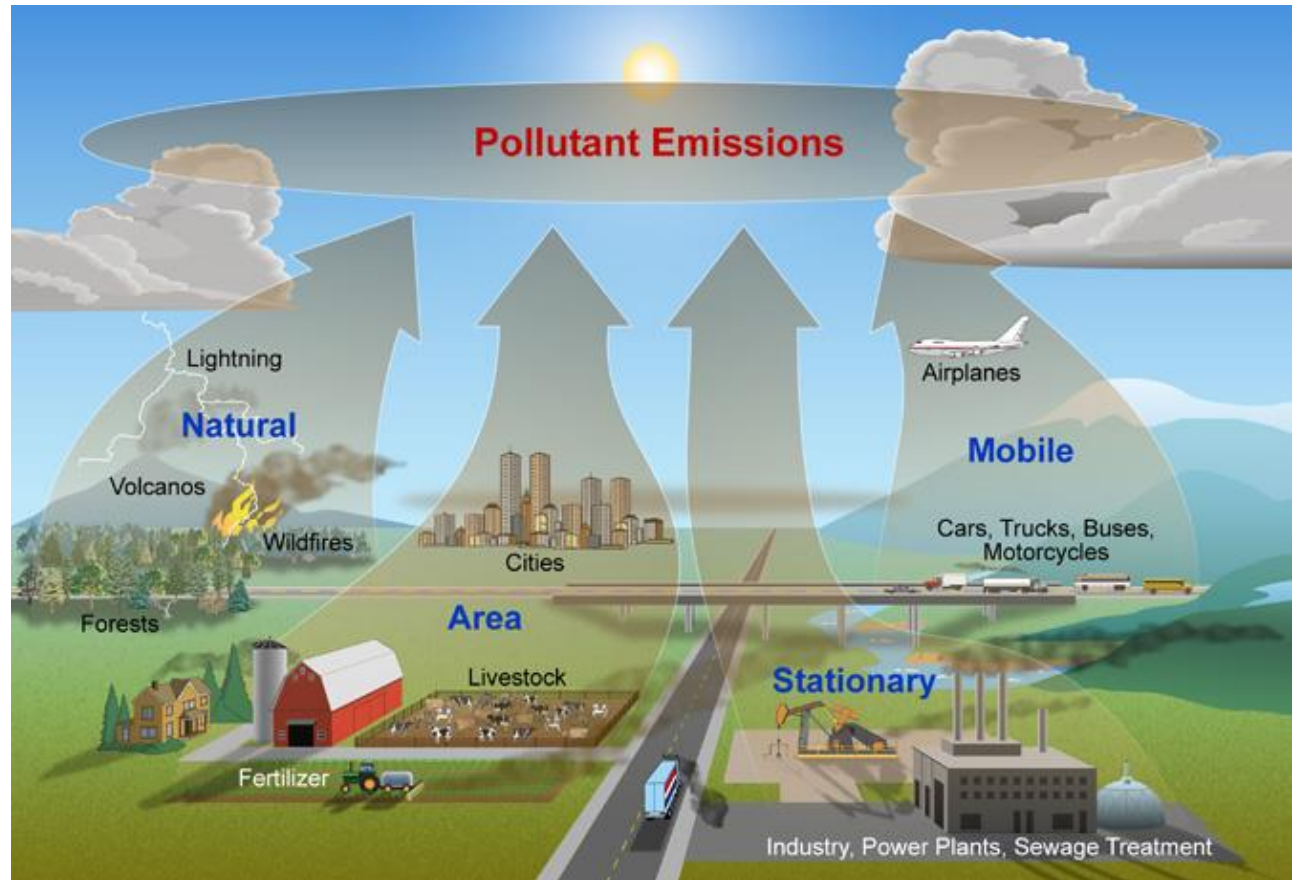 Pollutant Emissions
Lightning
Natural
Volcanos
Wildfires
Forests
Cities
Area
Livestock
Fertilizer
Airplanes
Mobile
Cars, Trucks, Buses,
Motorcycles
Stationary
Industry, Power Plants, Sewage Treatment